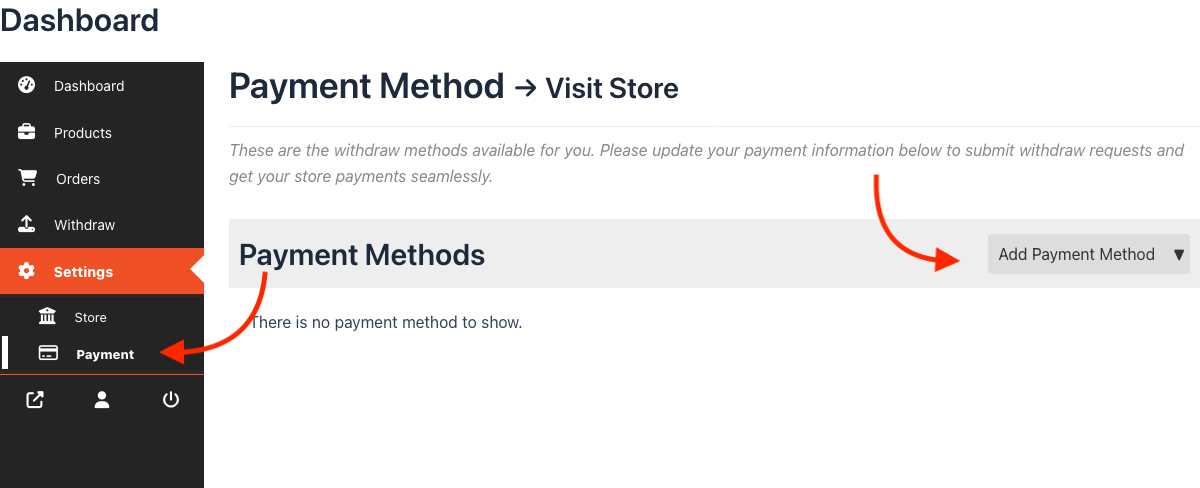 Dashboard
Dashboard
Products
Orders
Withdraw
Settings
Store
Payment
Payment Method → Visit Store
These are the withdraw methods available for you. Please update your payment information below to submit withdraw requests and
get your store payments seamlessly.
Payment Methods
Add Payment Method ▼
There is no payment method to show.